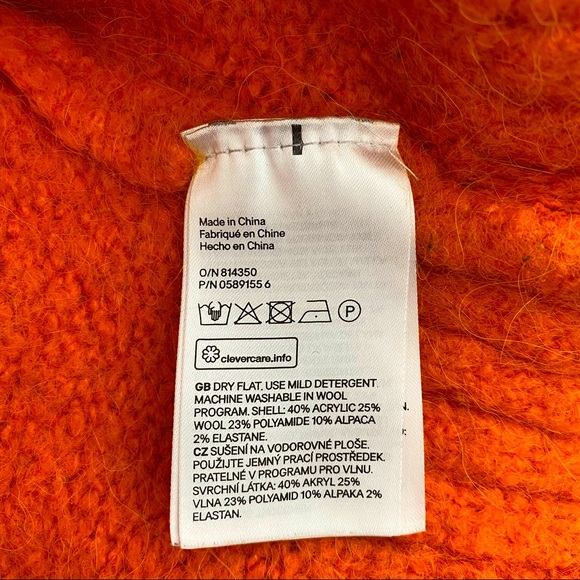 Made in China
Fabriqué en Chine
Hecho en China
O/N 814350
P/N 0589155 6
P
clevercare.info
GB DRY FLAT. USE MILD DETERGENT.
MACHINE WASHABLE IN WOOL
PROGRAM. SHELL: 40% ACRYLIC 25%
WOOL 23% POLYAMIDE 10% ALPACA
2% ELASTANE.
CZ SUŠENÍ NA VODOROVNÉ PLOŠE.
POUŽIJTE JEMNÝ PRACÍ PROSTŘEDEK.
PRATELNÉ V PROGRAMU PRO VLNU.
SVRCHNÍ LÁTKA: 40% AKRYL 25%
VLNA 23% POLYAMID 10% ALPAKA 2%
ELASTAN.